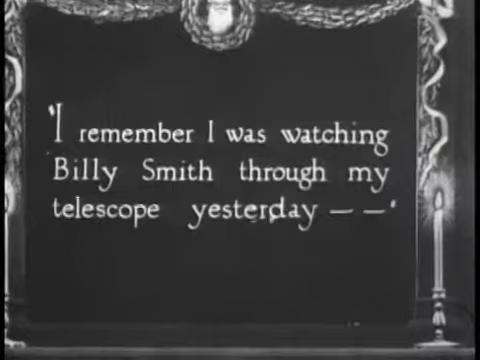 'I remember I was watching
Billy Smith through my
telescope yesterday — —'